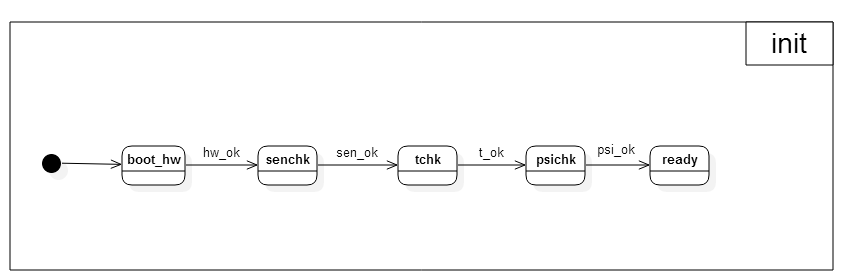 init
boot_hw
hw_ok
senchk
sen_ok
tchk
t_ok
psichk
psi_ok
ready